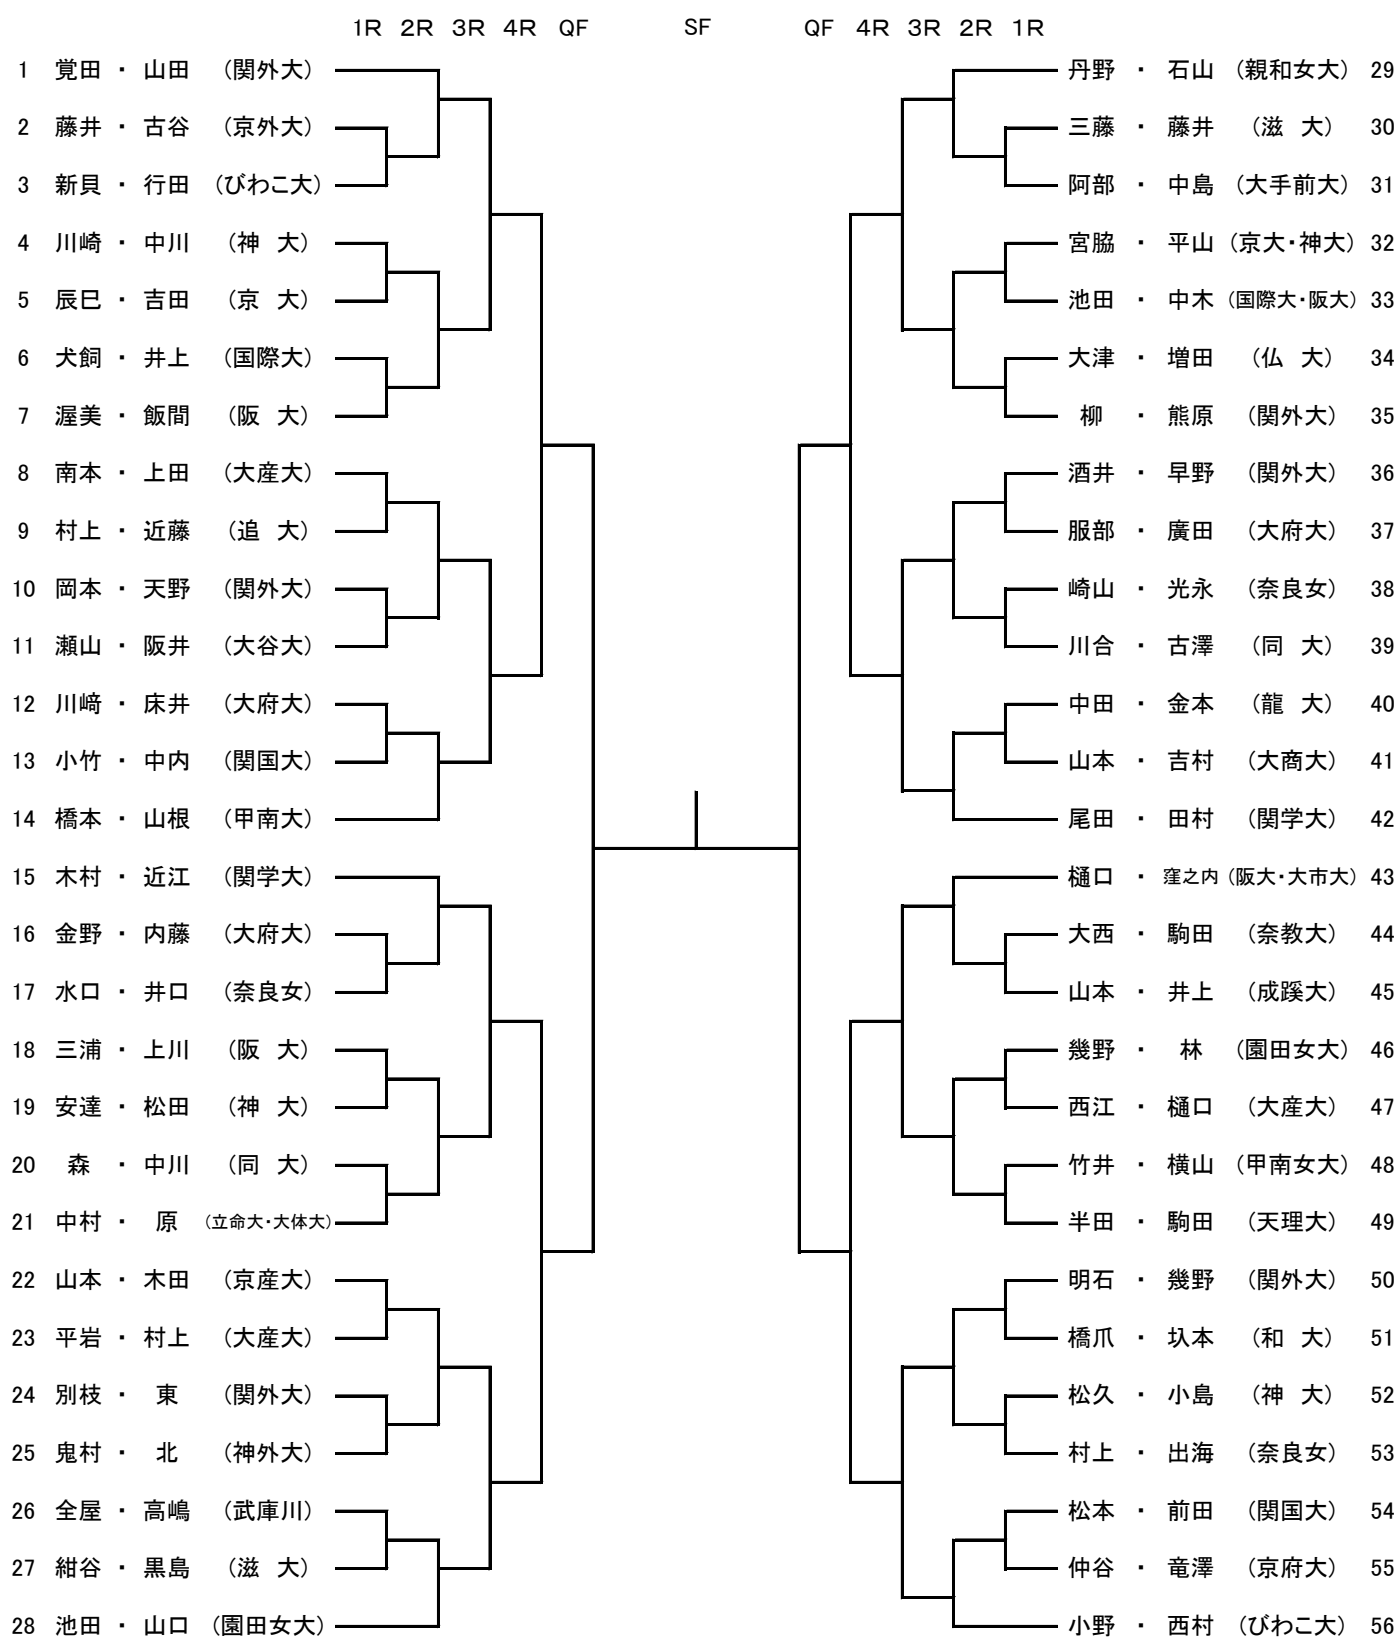 1R 2R 3R 4R QF SF QF 4R 3R 2R 1R
1 覚田 ・ 山田 (関外大) 丹野 ・ 石山 (親和女大) 29
2 藤井 ・ 古谷 (京外大) 三藤 ・ 藤井 (滋 大) 30
3 新貝 ・ 行田 (びわこ大) 阿部 ・ 中島 (大手前大) 31
4 川崎 ・ 中川 (神 大) 宮脇 ・ 平山 (京大・神大) 32
5 辰巳 ・ 吉田 (京 大) 池田 ・ 中木 (国際大・阪大) 33
6 犬飼 ・ 井上 (国際大) 大津 ・ 増田 (仏 大) 34
7 渥美 ・ 飯間 (阪 大) 柳 ・ 熊原 (関外大) 35
8 南本 ・ 上田 (大産大) 酒井 ・ 早野 (関外大) 36
9 村上 ・ 近藤 (追 大) 服部 ・ 廣田 (大府大) 37
10 岡本 ・ 天野 (関外大) 崎山 ・ 光永 (奈良女) 38
11 瀬山 ・ 阪井 (大谷大) 川合 ・ 古澤 (同 大) 39
12 川﨑 ・ 床井 (大府大) 中田 ・ 金本 (龍 大) 40
13 小竹 ・ 中内 (関国大) 山本 ・ 吉村 (大商大) 41
14 橋本 ・ 山根 (甲南大) 尾田 ・ 田村 (関学大) 42
15 木村 ・ 近江 (関学大) 樋口 ・ 窪之内 (阪大・大市大) 43
16 金野 ・ 内藤 (大府大) 大西 ・ 駒田 (奈教大) 44
17 水口 ・ 井口 (奈良女) 山本 ・ 井上 (成蹊大) 45
18 三浦 ・ 上川 (阪 大) 幾野 ・ 林 (園田女大) 46
19 安達 ・ 松田 (神 大) 西江 ・ 樋口 (大産大) 47
20 森 ・ 中川 (同 大) 竹井 ・ 横山 (甲南女大) 48
21 中村 ・ 原 (立命大・大体大) 半田 ・ 駒田 (天理大) 49
22 山本 ・ 木田 (京産大) 明石 ・ 幾野 (関外大) 50
23 平岩 ・ 村上 (大産大) 橋爪 ・ 圦本 (和 大) 51
24 別枝 ・ 東 (関外大) 松久 ・ 小島 (神 大) 52
25 鬼村 ・ 北 (神外大) 村上 ・ 出海 (奈良女) 53
26 全屋 ・ 高嶋 (武庫川) 松本 ・ 前田 (関国大) 54
27 紺谷 ・ 黒島 (滋 大) 仲谷 ・ 竜澤 (京府大) 55
28 池田 ・ 山口 (園田女大) 小野 ・ 西村 (びわこ大) 56